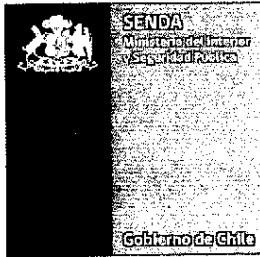 SENDA
Ministerio del Interior
y Seguridad Pública
Gobierno de Chile